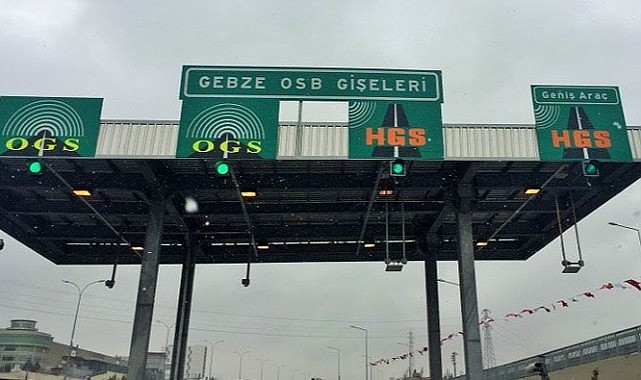 GEBZE OSB GİŞELERİ
Geniş Araç
OGS
OGS
HGS
HGS